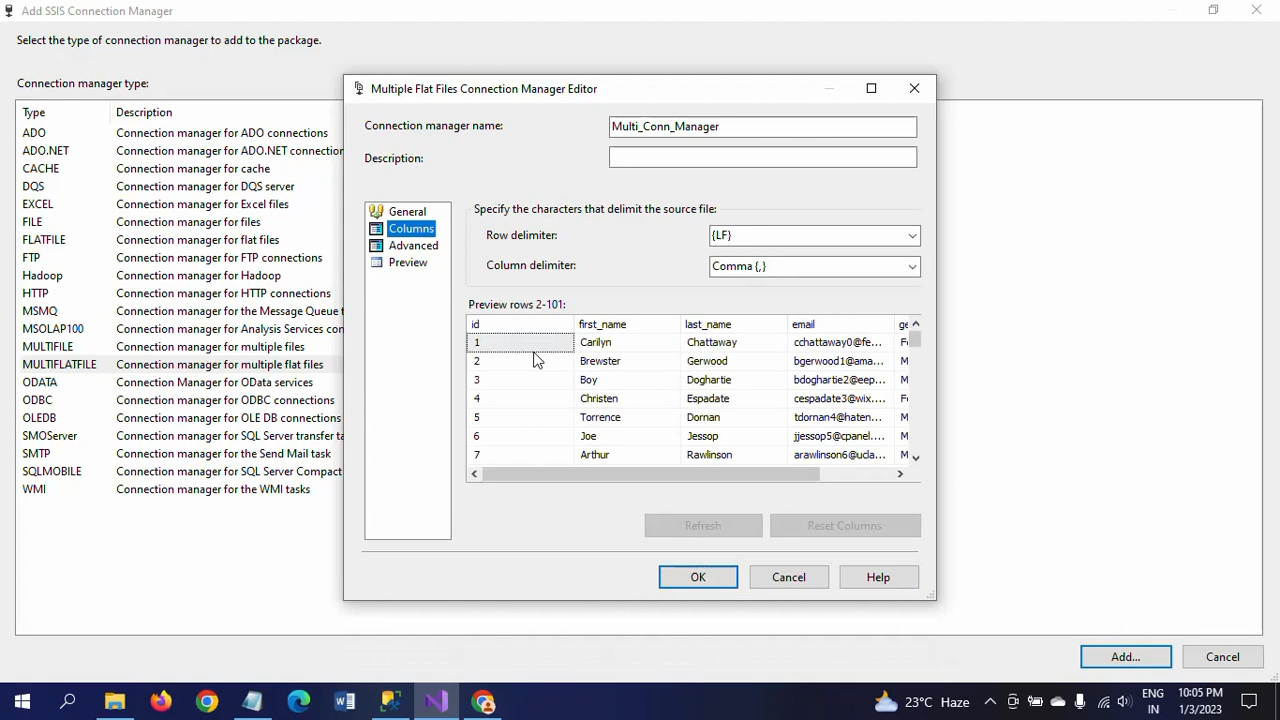 Add SSIS Connection Manager
Select the type of connection manager to add to the package.
Connection manager type:
Type Description
ADO Connection manager for ADO connections
ADO.NET Connection manager for ADO.NET connection
CACHE Connection manager for cache
DQS Connection manager for DQS server
EXCEL Connection manager for Excel files
FILE Connection manager for files
FLATFILE Connection manager for flat files
FTP Connection manager for FTP connections
Hadoop Connection manager for Hadoop
HTTP Connection manager for HTTP connections
MSMQ Connection manager for the Message Queue t
MSOLAP100 Connection manager for Analysis Services con
MULTIFILE Connection manager for multiple files
MULTIFLATFILE Connection manager for multiple flat files
ODATA Connection manager for OData services
ODBC Connection manager for ODBC connections
OLEDB Connection manager for OLE DB connections
SMOServer Connection manager for SQL Server transfer ta
SMTP Connection manager for the Send Mail task
SQLMOBILE Connection manager for SQL Server Compact
WMI Connection manager for the WMI tasks
Multiple Flat Files Connection Manager Editor
Connection manager name: Multi_Conn_Manager
Description:
General
Columns
Advanced
Preview
Specify the characters that delimit the source file:
Row delimiter: {LF}
Column delimiter: Comma {,}
Preview rows 2-101:
id first_name last_name email ge
1 Carilyn Chattaway cchattaway0@fe... Fe
2 Brewster Gerwood bgerwood1@ama... M
3 Boy Doghartie bdoghartie2@eep... M
4 Christen Espadate cespadate3@wix.... Fe
5 Torrence Dornan tdornan4@haten... M
6 Joe Jessop jjessop5@cpanel.... M
7 Arthur Rawlinson arawlinson6@ucla... M
Refresh Reset Columns
OK Cancel Help
Add... Cancel
23°C Haze
ENG
IN
10:05 PM
1/3/2023